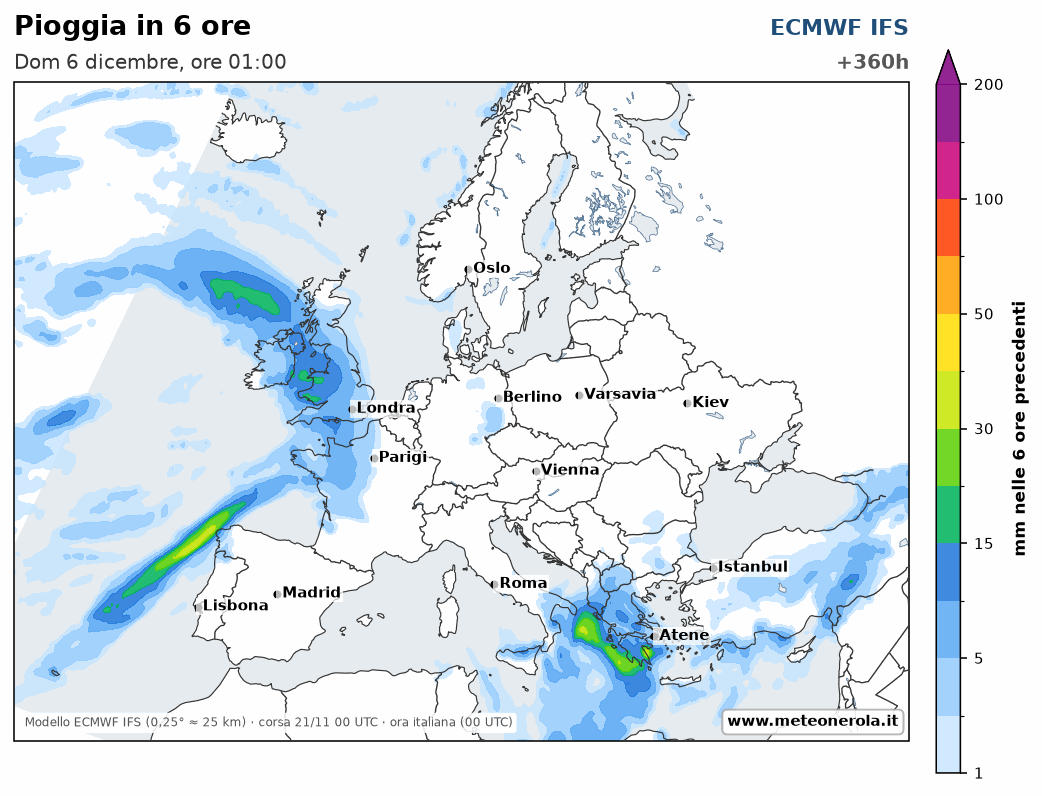 Pioggia in 6 ore
ECMWF IFS
Dom 6 dicembre, ore 01:00
+360h
200
100
50
30
15
5
1
mm nelle 6 ore precedenti
Oslo
Berlino
Varsavia
Kiev
Londra
Parigi
Vienna
Istanbul
Roma
Madrid
Lisbona
Atene
Modello ECMWF IFS (0,25° ≈ 25 km) · corsa 21/11 00 UTC · ora italiana (00 UTC)
www.meteonerola.it